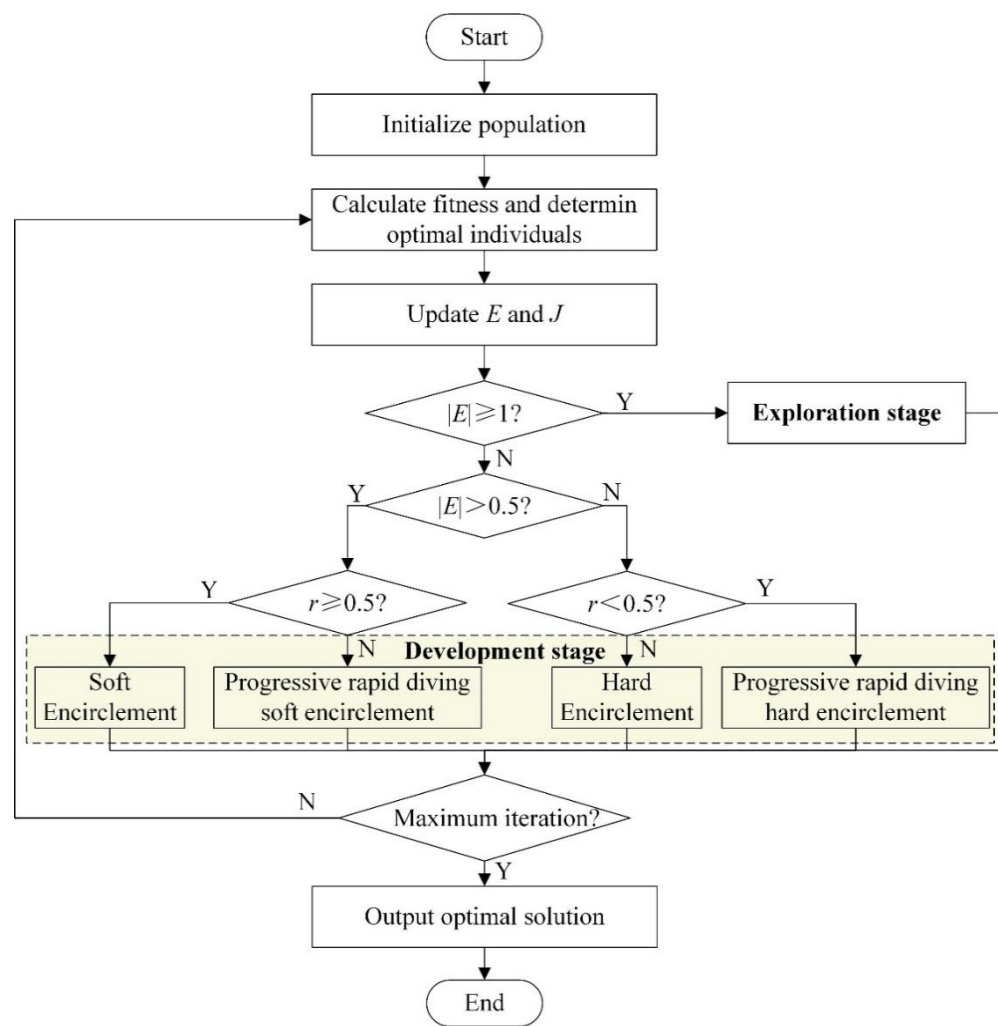 Start
Initialize population
Calculate fitness and determin
optimal individuals
Update E and J
|E|≥1?
Y
Exploration stage
N
Y
|E|>0.5?
N
Y
r≥0.5?
r<0.5?
Y
N
Development stage
N
Soft
Encirclement
Progressive rapid diving
soft encirclement
Hard
Encirclement
Progressive rapid diving
hard encirclement
N
Maximum iteration?
Y
Output optimal solution
End